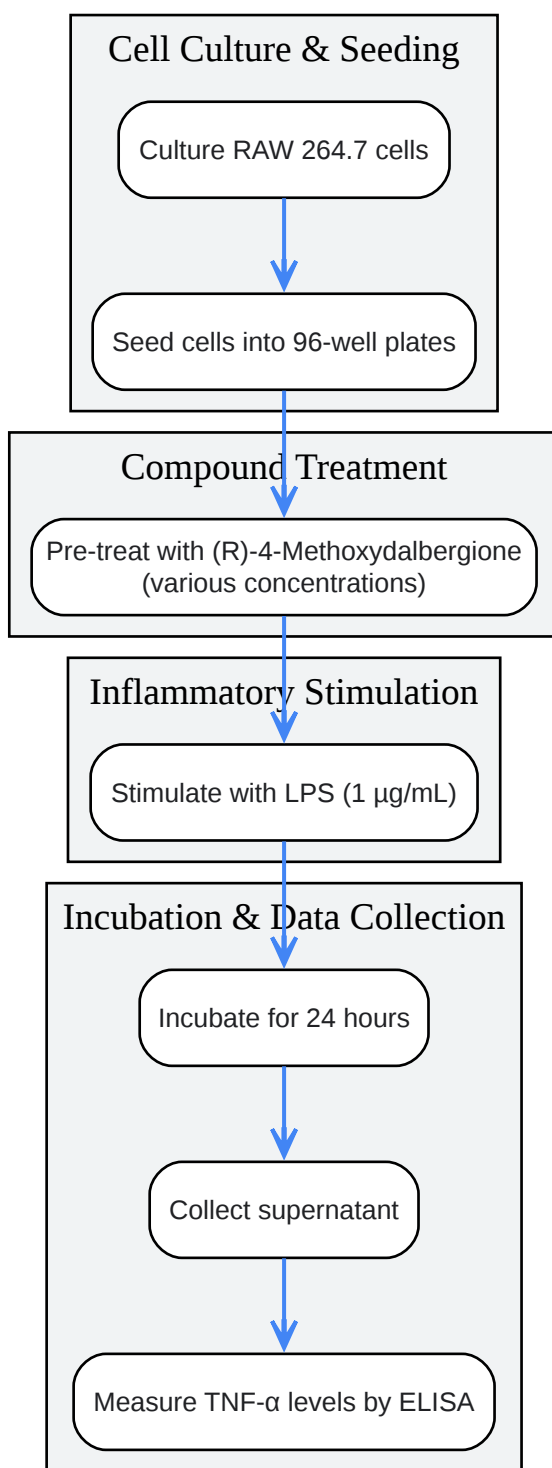 Cell Culture & Seeding
Culture RAW 264.7 cells
Seed cells into 96-well plates
Compound Treatment
Pre-treat with (R)-4-Methoxydalbergione
(various concentrations)
Inflammatory Stimulation
Stimulate with LPS (1 µg/mL)
Incubation & Data Collection
Incubate for 24 hours
Collect supernatant
Measure TNF-α levels by ELISA